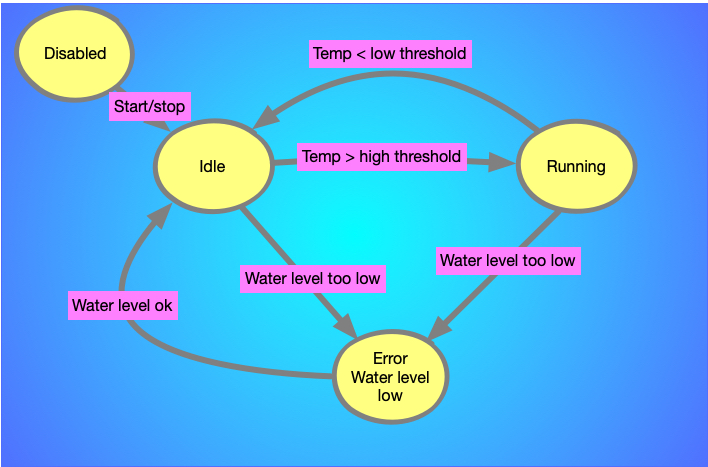 Disabled
Temp < low threshold
Start/stop
Temp > high threshold
Idle
Running
Water level too low
Water level too low
Water level ok
Error
Water level
low